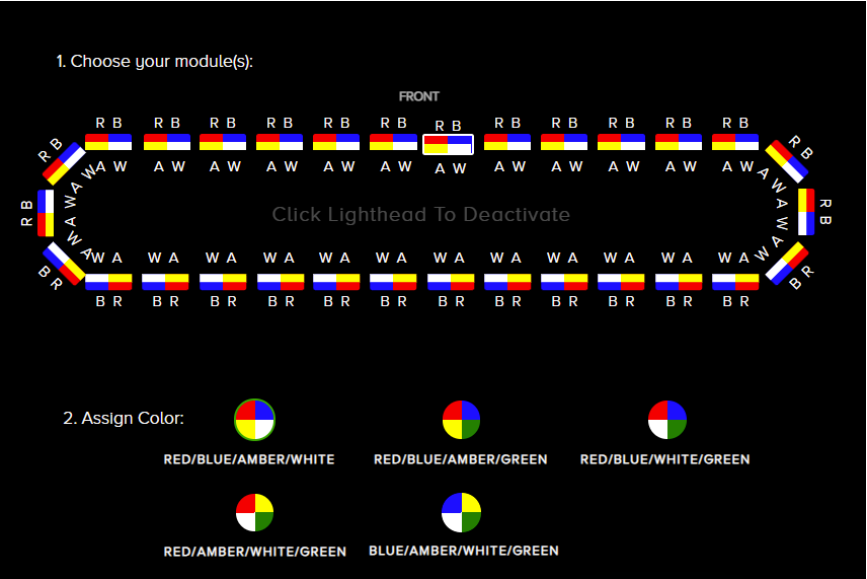 1. Choose your module(s):
FRONT
R B R B R B R B R B R B R B R B R B R B R B R B
R B
R B
A W A W A W A W A W A W A W A W A W A W A W A W
A W
A W
R B
A W
Click Lighthead To Deactivate
A W
R B
W A
W A
W A W A W A W A W A W A W A W A W A W A W A W A
B R
B R
B R B R B R B R B R B R B R B R B R B R B R B R
2. Assign Color:
RED/BLUE/AMBER/WHITE
RED/BLUE/AMBER/GREEN
RED/BLUE/WHITE/GREEN
RED/AMBER/WHITE/GREEN
BLUE/AMBER/WHITE/GREEN